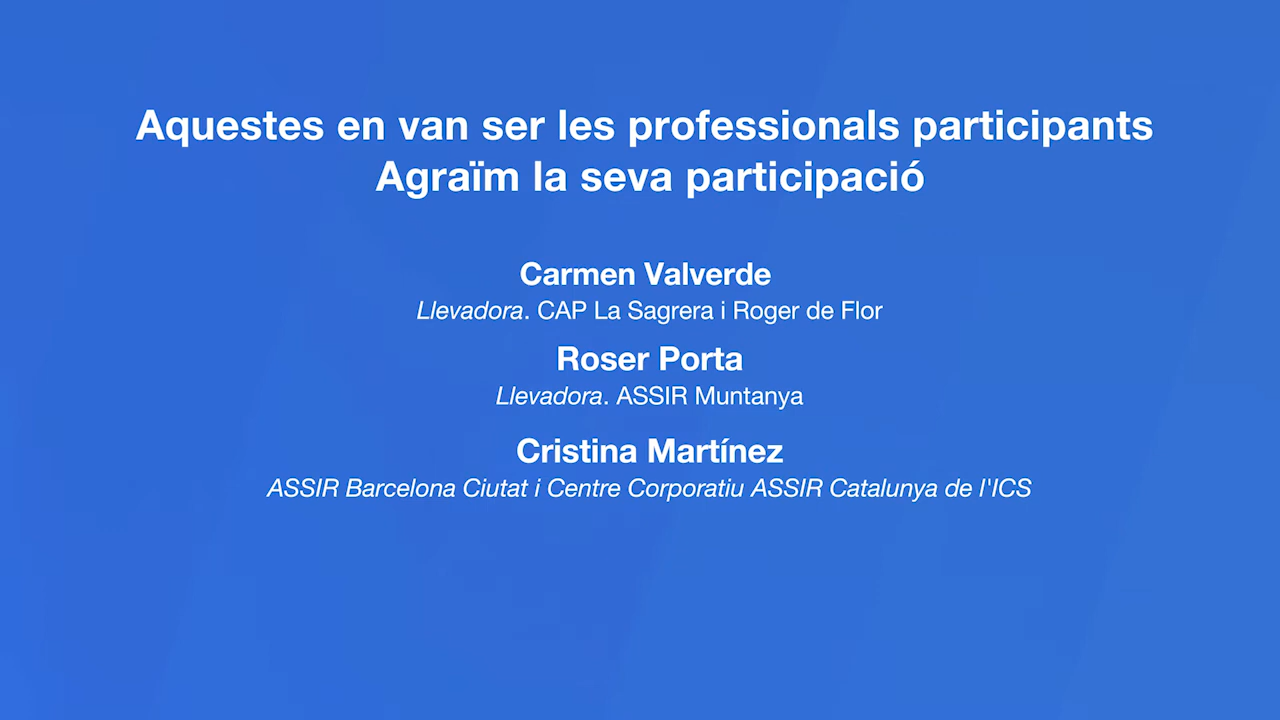 Aquestes en van ser les professionals participants
Agraïm la seva participació
Carmen Valverde
Llevadora. CAP La Sagrera i Roger de Flor
Roser Porta
Llevadora. ASSIR Muntanya
Cristina Martínez
ASSIR Barcelona Ciutat i Centre Corporatiu ASSIR Catalunya de l'ICS